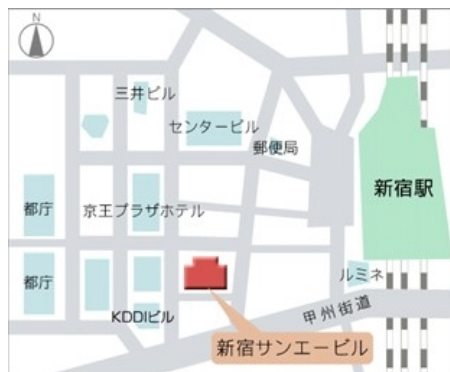 N
三井ビル
センタービル
郵便局
新宿駅
都庁
京王プラザホテル
都庁
ルミネ
KDDIビル
甲州街道
新宿サンエービル